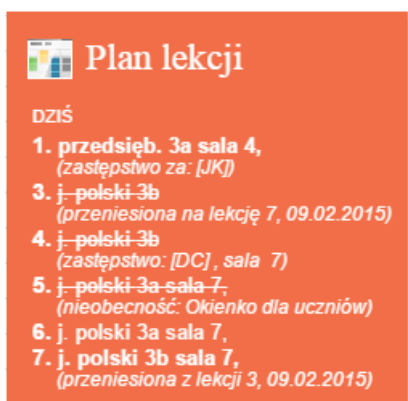 Plan lekcji
DZIŚ
1. przedsięb. 3a sala 4,
(zastępstwo za: [JK])
3. j. polski 3b
(przeniesiona na lekcję 7, 09.02.2015)
4. j. polski 3b
(zastępstwo: [DC] , sala 7)
5. j. polski 3a sala 7,
(nieobecność: Okienko dla uczniów)
6. j. polski 3a sala 7,
7. j. polski 3b sala 7,
(przeniesiona z lekcji 3, 09.02.2015)